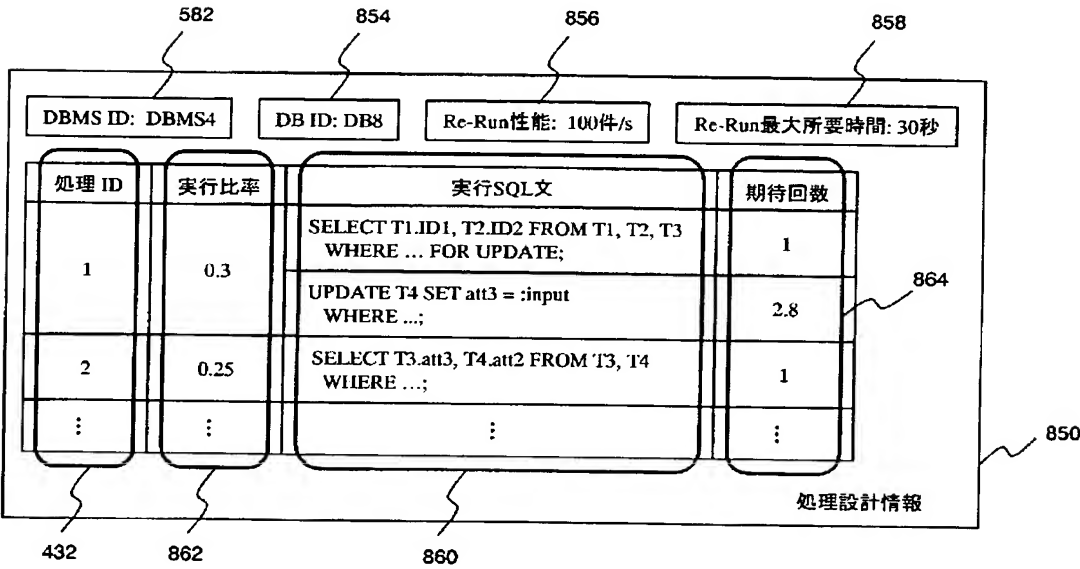 582
854
856
858
DBMS ID: DBMS4
DB ID: DB8
Re-Run性能: 100件/s
Re-Run最大所要時間: 30秒
処理 ID
実行比率
実行SQL文
期待回数
1
0.3
SELECT T1.ID1, T2.ID2 FROM T1, T2, T3
WHERE ... FOR UPDATE;
1
UPDATE T4 SET att3 = :input
WHERE ...;
2.8
864
2
0.25
SELECT T3.att3, T4.att2 FROM T3, T4
WHERE ...;
1
⋮
⋮
⋮
⋮
850
処理設計情報
432
862
860